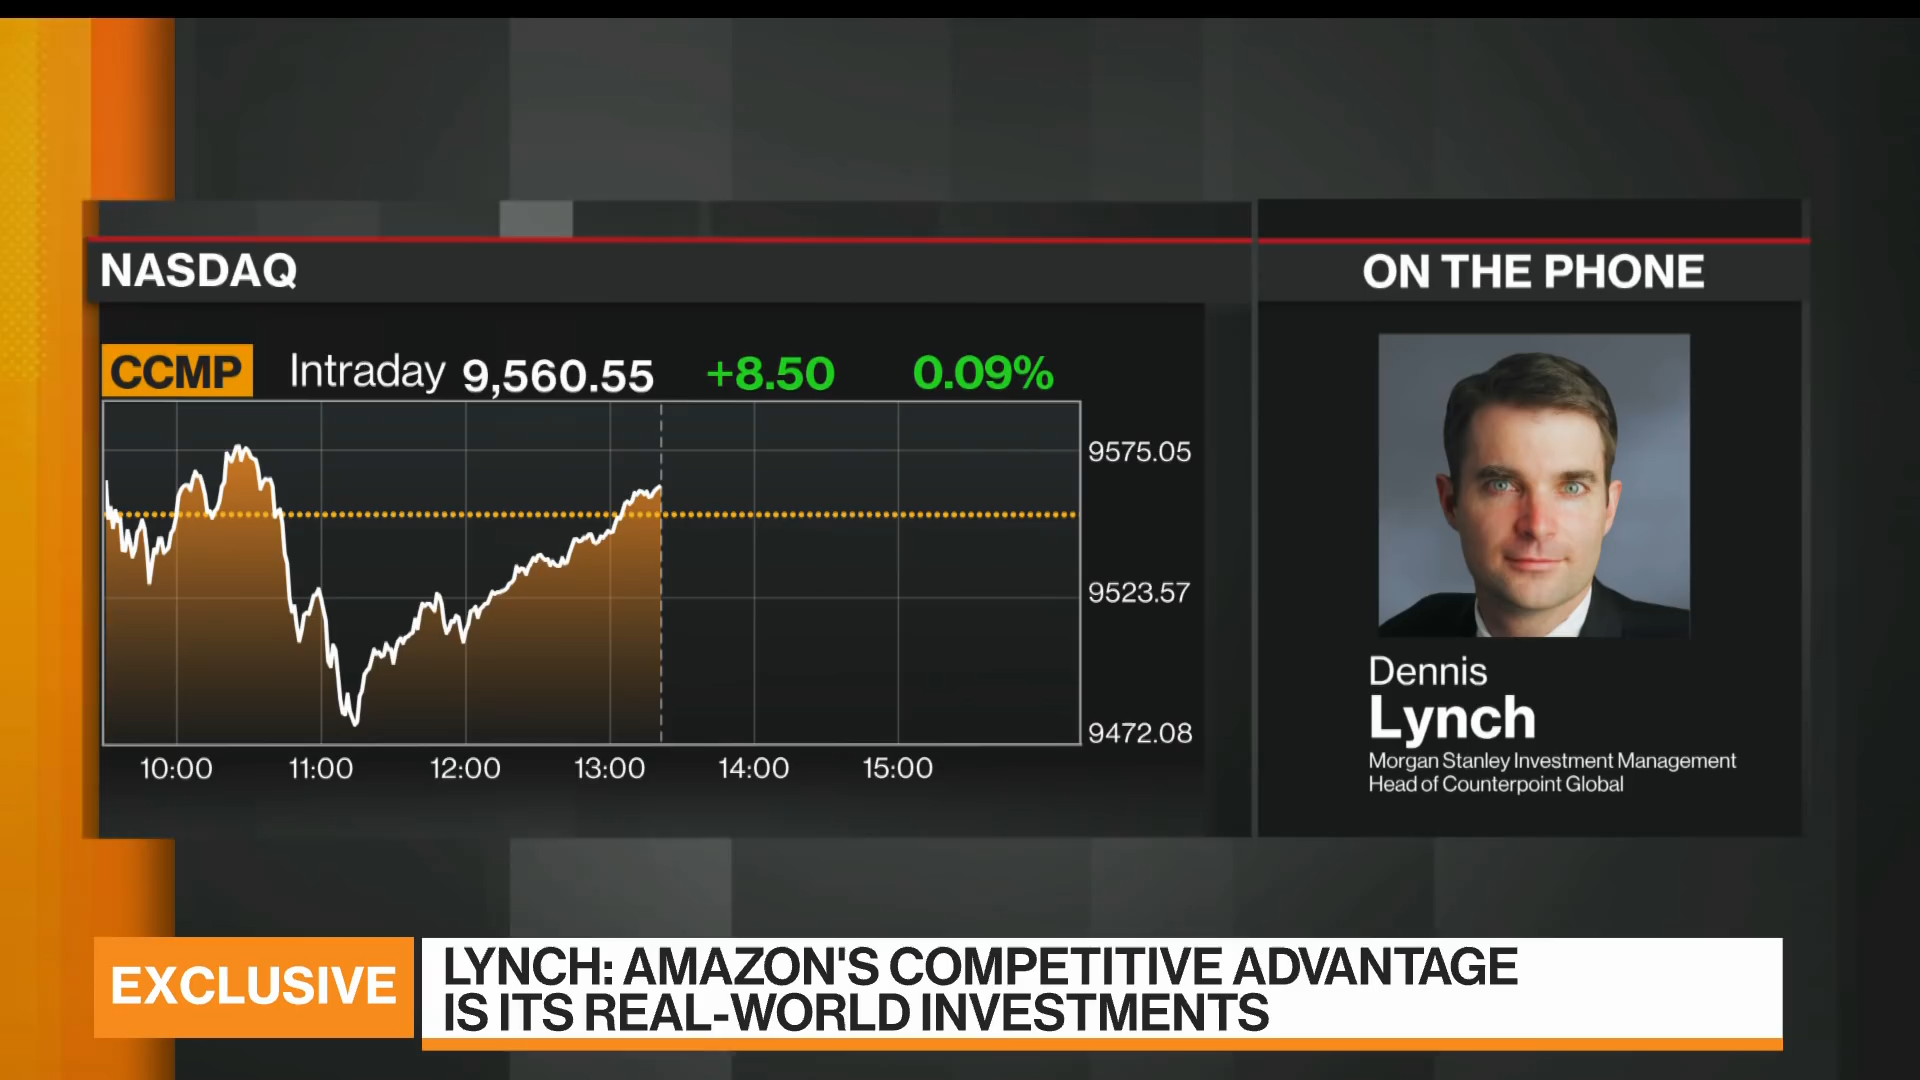 NASDAQ
CCMP Intraday 9,560.55 +8.50 0.09%
9575.05
9523.57
9472.08
10:00 11:00 12:00 13:00 14:00 15:00
ON THE PHONE
Dennis
Lynch
Morgan Stanley Investment Management
Head of Counterpoint Global
EXCLUSIVE
LYNCH: AMAZON'S COMPETITIVE ADVANTAGE
IS ITS REAL-WORLD INVESTMENTS